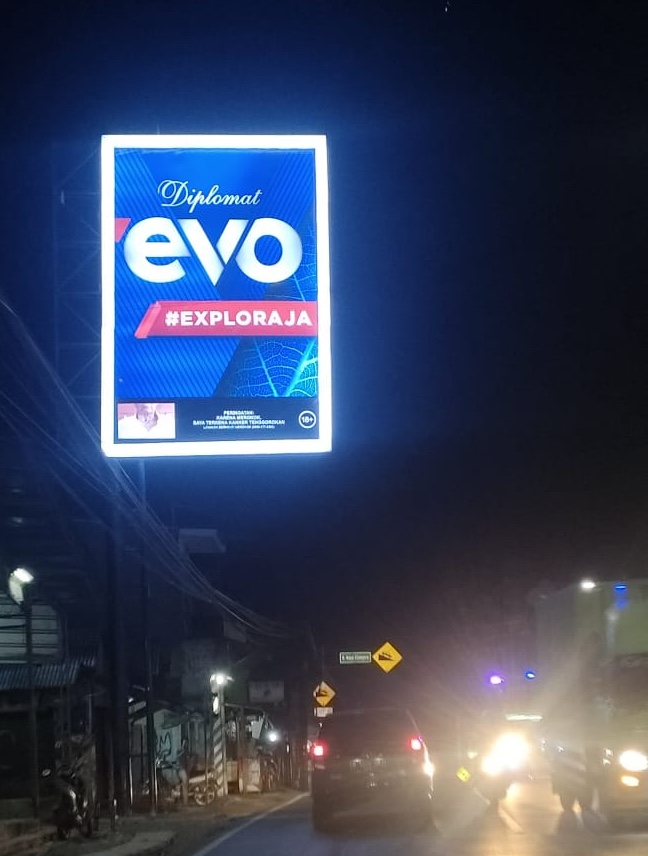 Diplomat
evo
#EXPLORAJA
PERINGATAN:
KARENA MEROKOK,
SAYA TERKENA KANKER TENGGOROKAN
18+